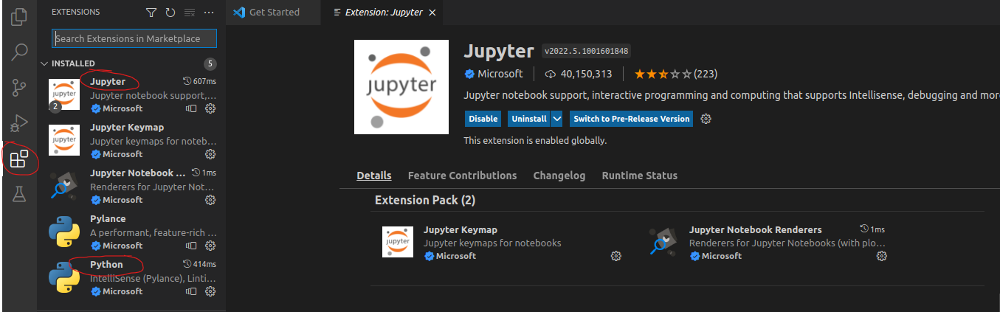 EXTENSIONS
Search Extensions in Marketplace
INSTALLED 5
Jupyter 607ms
Jupyter notebook support,...
Microsoft
2
jupyter
Jupyter Keymap
Jupyter keymaps for noteb...
Microsoft
jupyter
Jupyter Notebook ... 1ms
Renderers for Jupyter Not...
Microsoft
Pylance
A performant, feature-rich ...
Microsoft
Python 414ms
IntelliSense (Pylance), Linti...
Microsoft
Get Started
Extension: Jupyter
jupyter
Jupyter v2022.5.1001601848
Microsoft 40,150,313 (223)
Jupyter notebook support, interactive programming and computing that supports Intellisense, debugging and more
Disable Uninstall Switch to Pre-Release Version
This extension is enabled globally.
Details Feature Contributions Changelog Runtime Status
Extension Pack (2)
jupyter
Jupyter Keymap
Jupyter keymaps for notebooks
Microsoft
Jupyter Notebook Renderers 1ms
Renderers for Jupyter Notebooks (with plo...
Microsoft